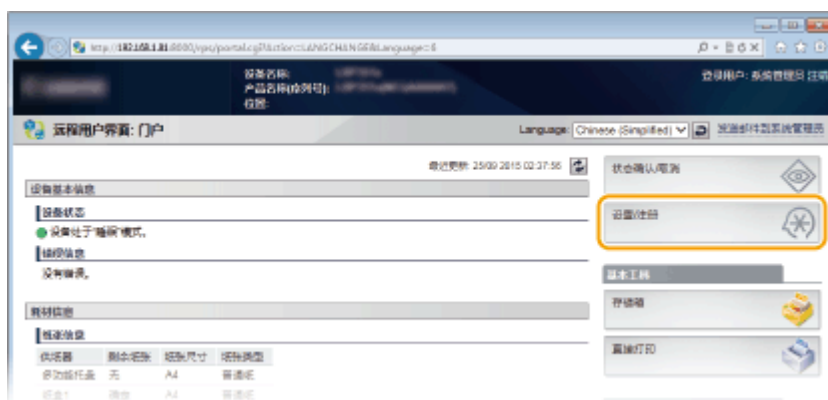 http://192.168.1.81:8000/rps/portal.cgi?Action=LANGCHANGE&Language=6
设备名称:
产品名称(序列号):
位置:
登录用户: 系统管理员 注销
远程用户界面: 门户
Language: Chinese (Simplified)
发送邮件到系统管理员
最近更新: 25/09 2015 02:37:56
设备基本信息
设备状态
设备处于"睡眠"模式。
错误信息
没有错误。
耗材信息
纸张信息
供纸器 剩余纸张 纸张尺寸 纸张类型
多功能托盘 无 A4 普通纸
纸盒1 确定 A4 普通纸
状态确认/取消
设置/注册
基本工具
存储箱
直接打印